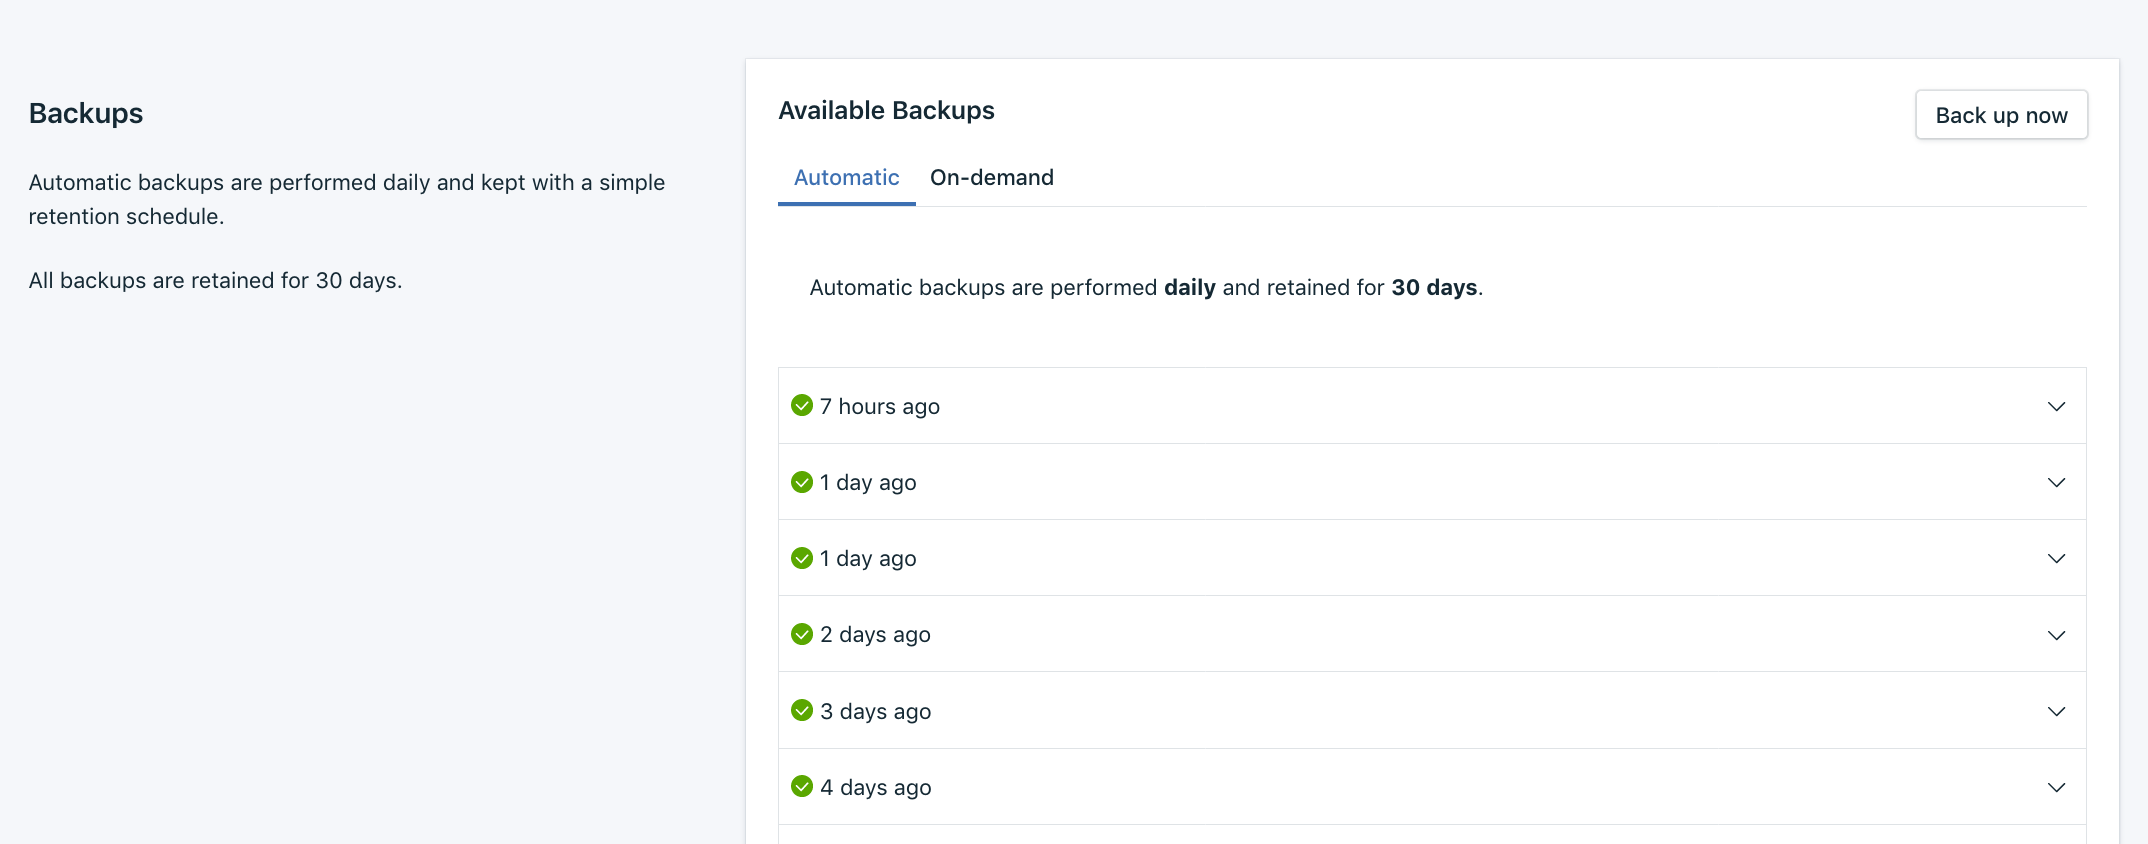 Backups
Automatic backups are performed daily and kept with a simple
retention schedule.
All backups are retained for 30 days.
Available Backups
Back up now
Automatic
On-demand
Automatic backups are performed daily and retained for 30 days.
7 hours ago
1 day ago
1 day ago
2 days ago
3 days ago
4 days ago